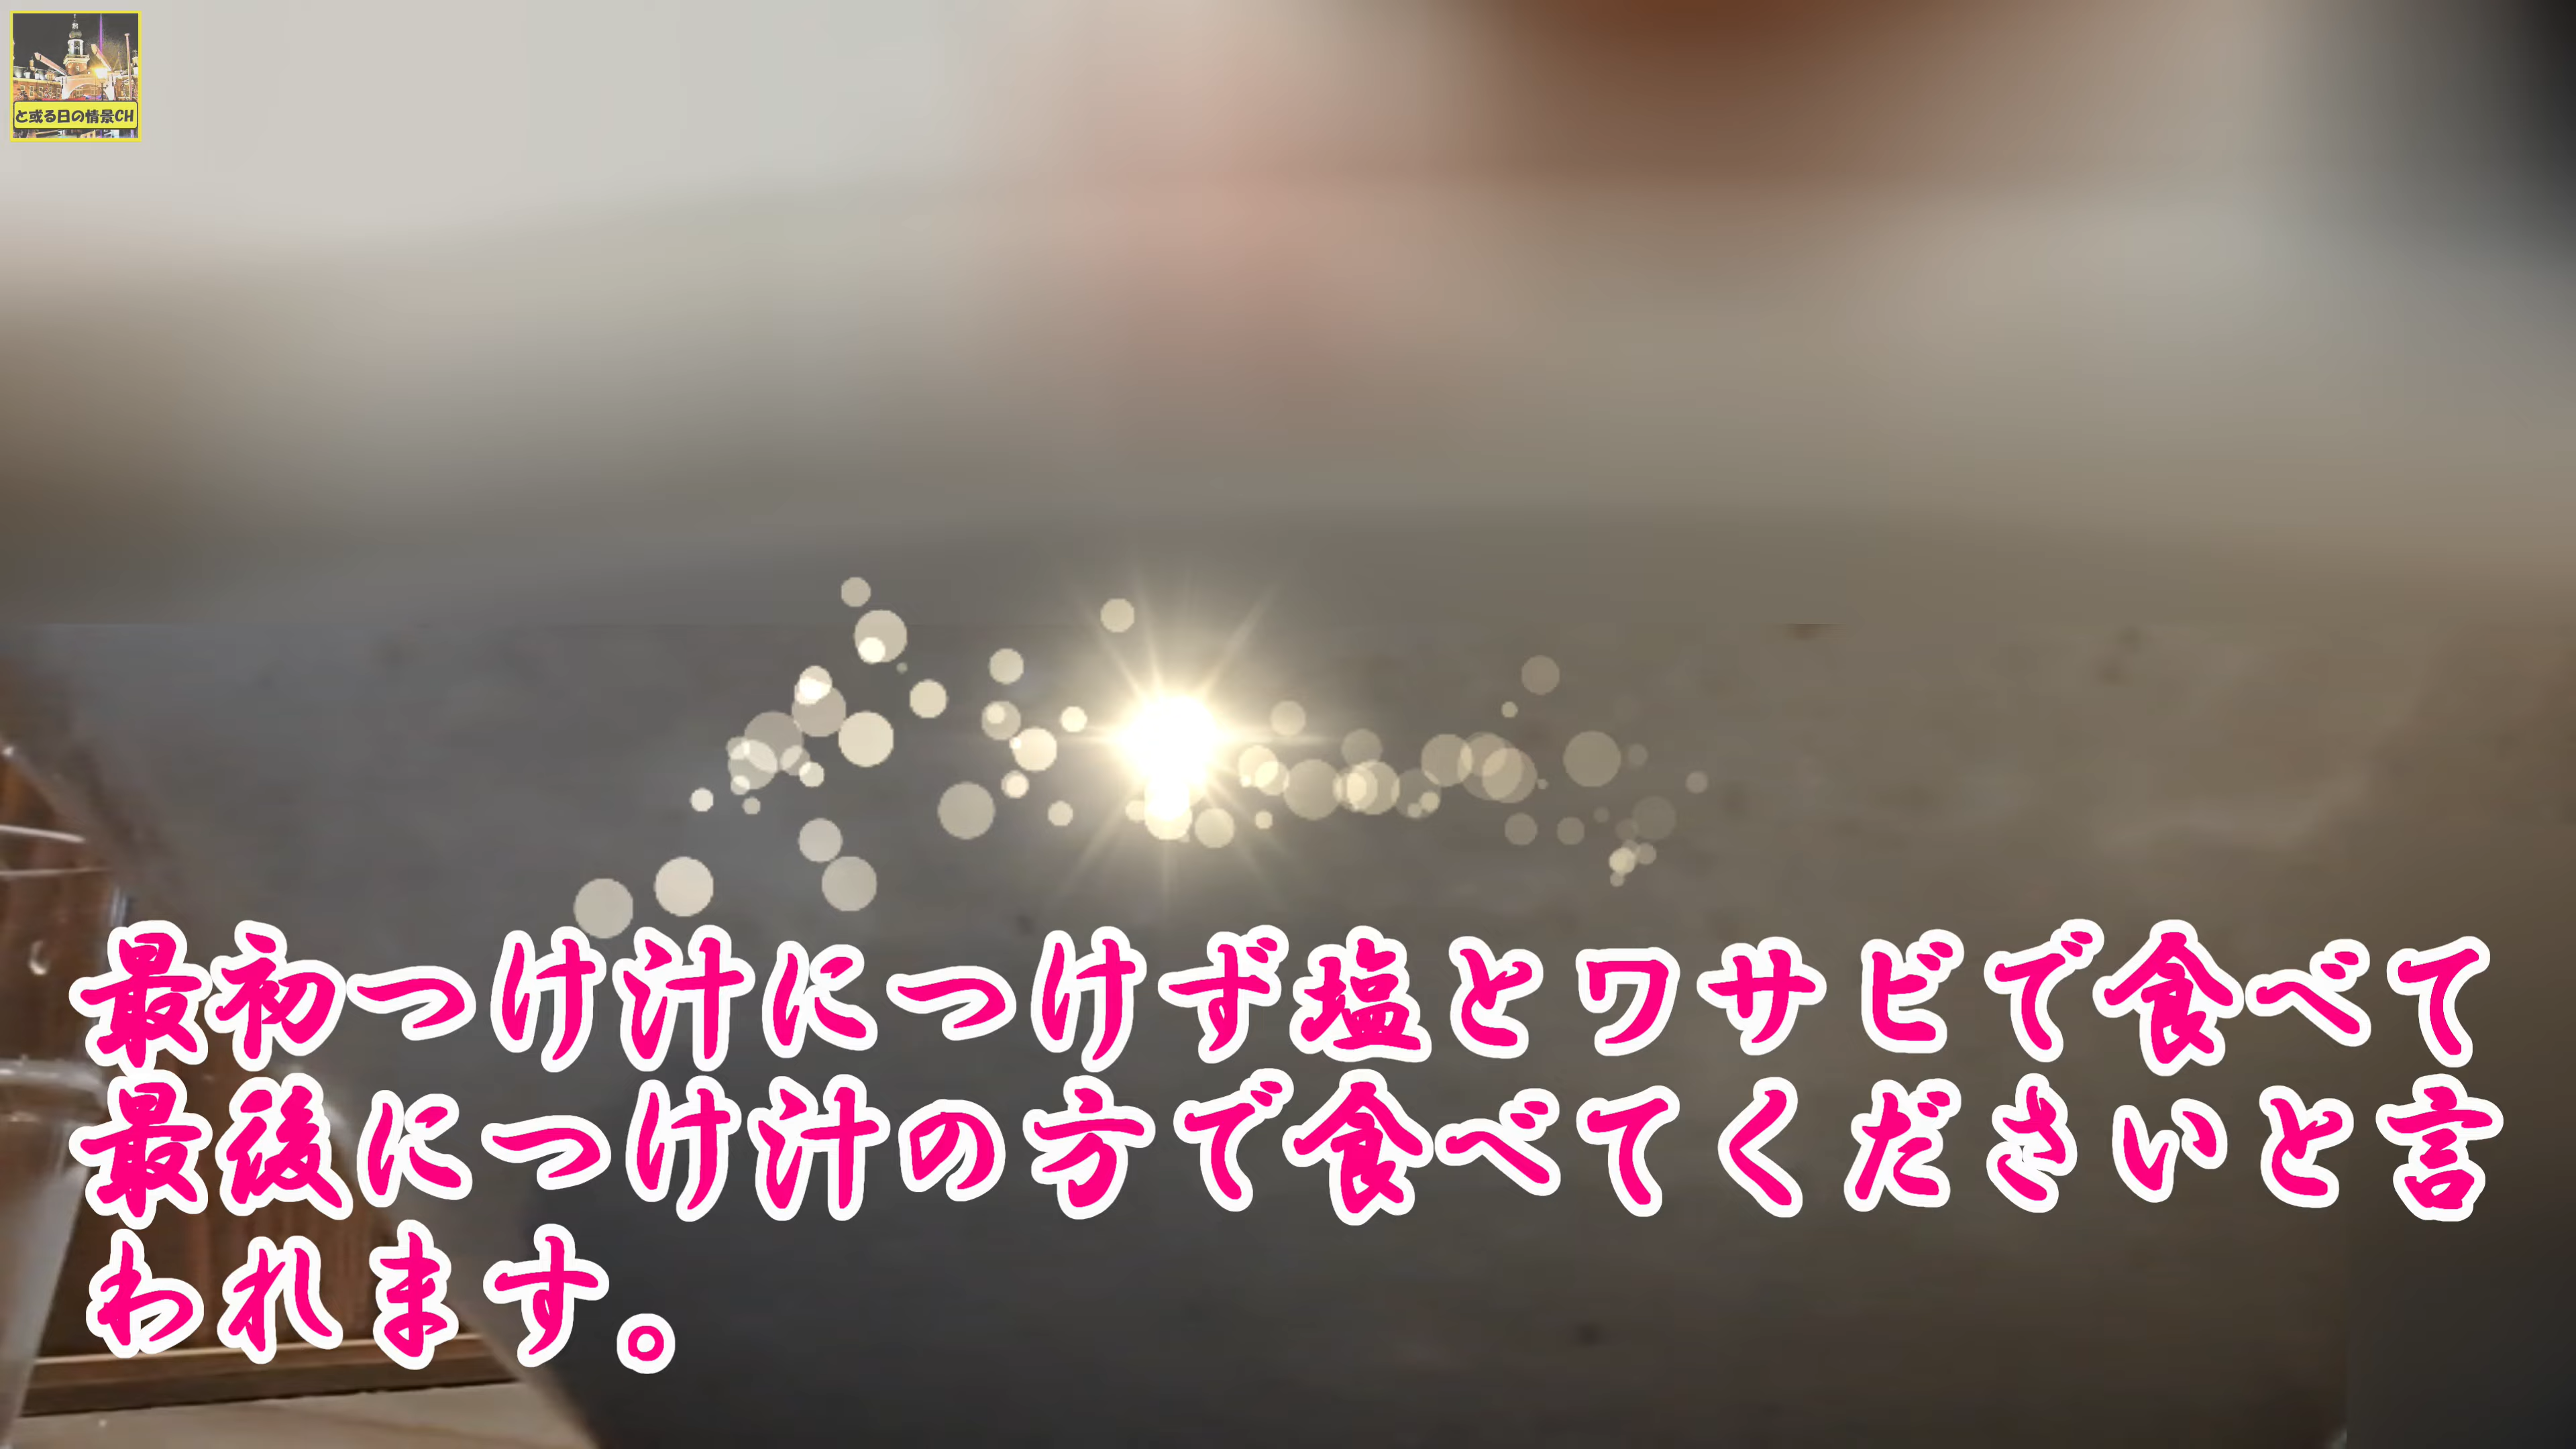 と或る日の情景CH
最初つけ汁につけず塩とワサビで食べて
最後につけ汁の方で食べてくださいと言
われます。